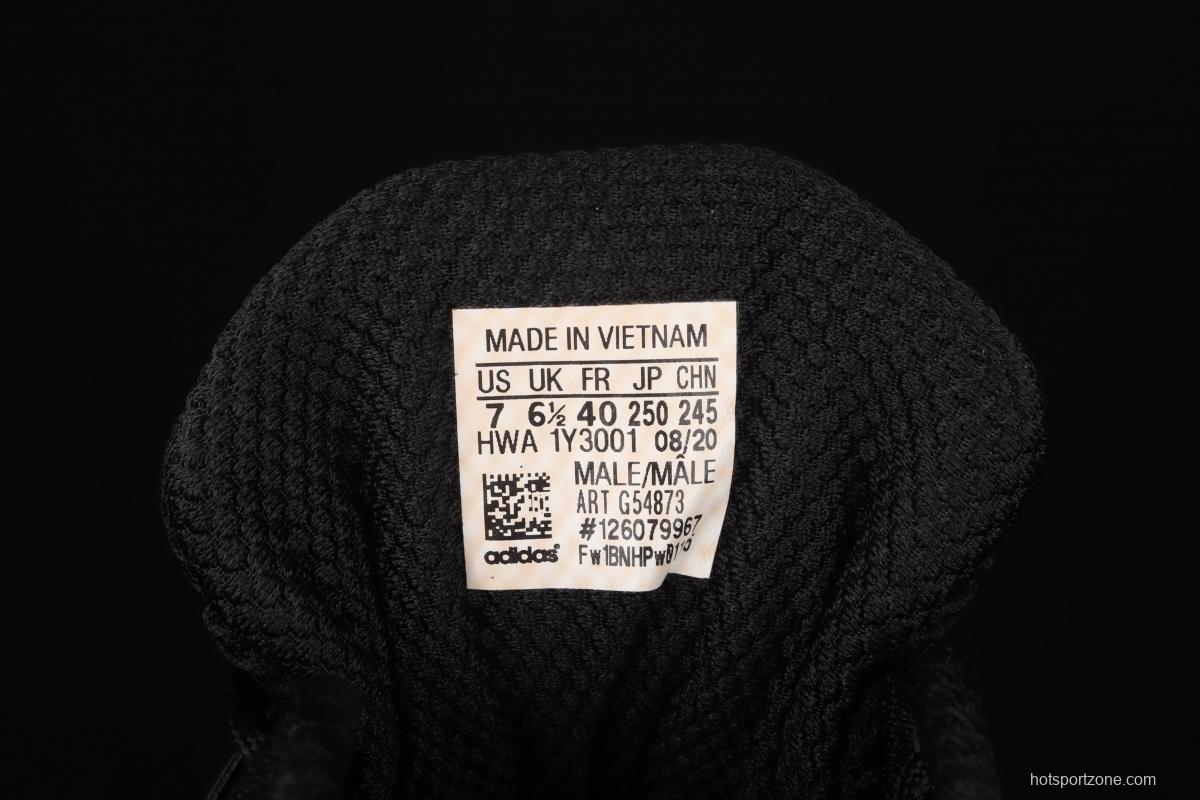 MADE IN VIETNAM
US UK FR JP CHN
7 6½ 40 250 245
HWA 1Y3001 08/20
MALE/MÂLE
ART G54873
#126079967
adidas®
hotsportzone.com